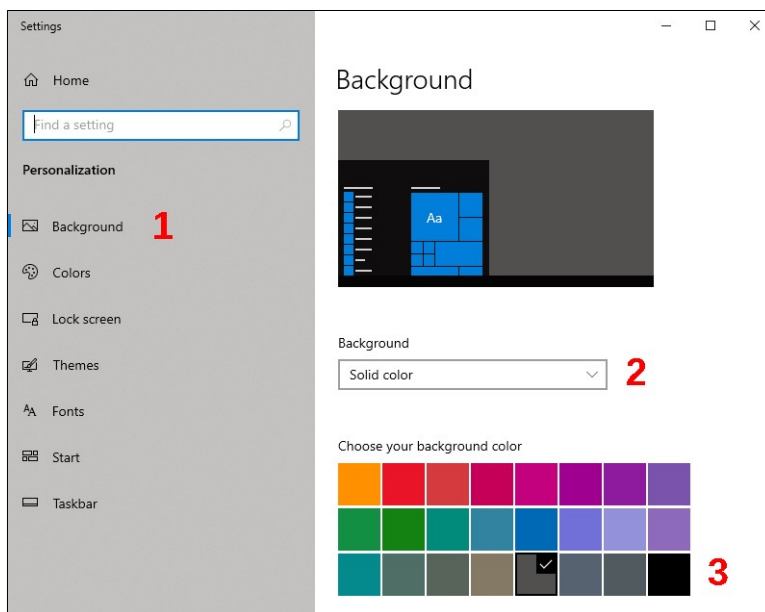 Settings
Home
Find a setting
Personalization
Background 1
Colors
Lock screen
Themes
Fonts
Start
Taskbar
Background
Aa
Background
Solid color 2
Choose your background color
3